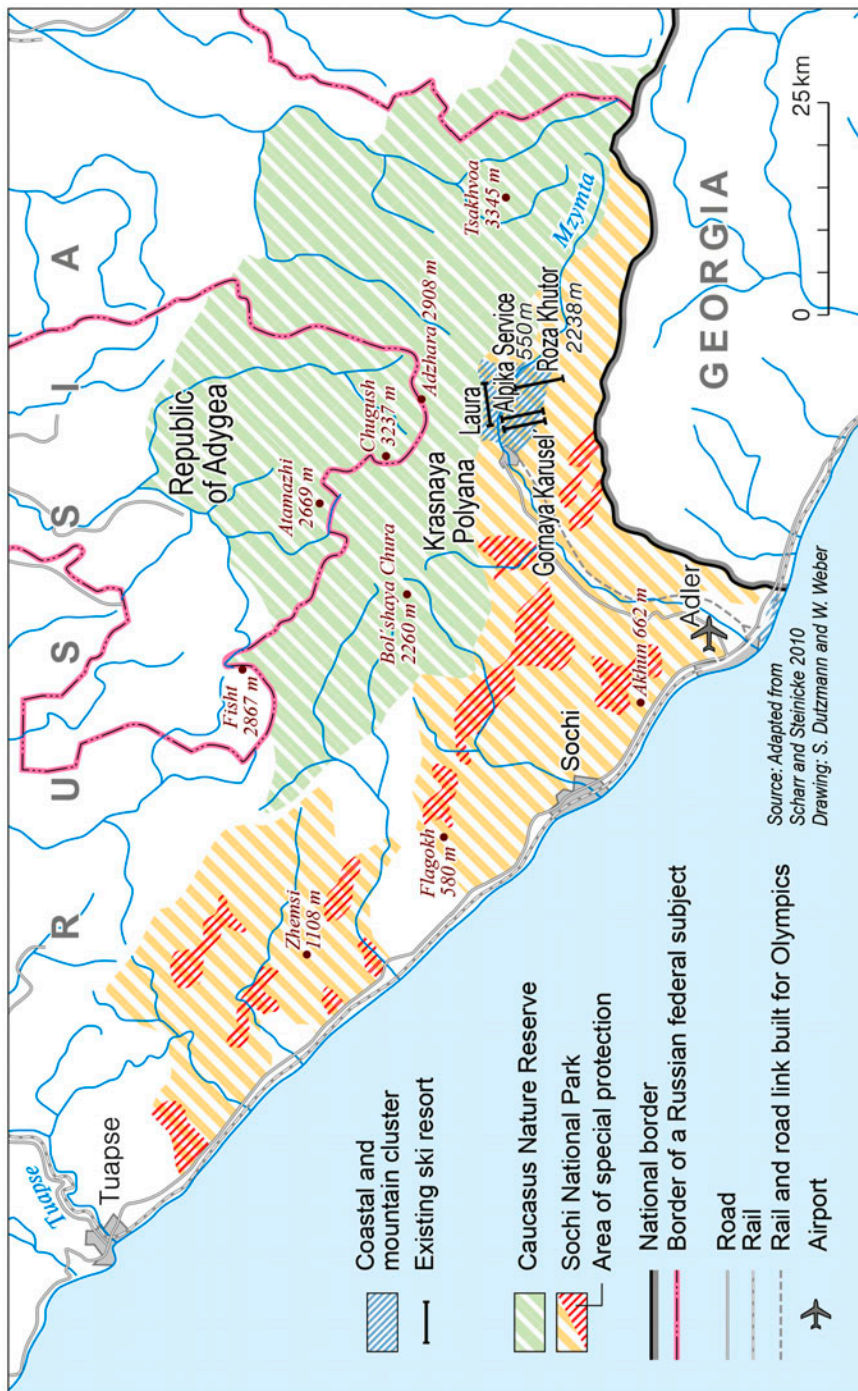 R U S S I A
Tuapse
Tuapse
Republic
of Adygea
Fisht
2867 m
Atamazhi
2669 m
Chugush
3237 m
Adzhara 2908 m
Bol´shaya Chura
2260 m
Tsakhvoa
3345 m
Mzymta
Zhemsi
1108 m
Flagokh
580 m
Krasnaya
Polyana
Laura
Alpika Service
550m
Roza Khutor
2238m
Gornaya Karusel´
Akhun 662 m
Sochi
Adler
GEORGIA
0 25 km
Coastal and
mountain cluster
Existing ski resort
Caucasus Nature Reserve
Sochi National Park
Area of special protection
National border
Border of a Russian federal subject
Road
Rail
Rail and road link built for Olympics
Airport
Source: Adapted from
Scharr and Steinicke 2010
Drawing: S. Dutzmann and W. Weber